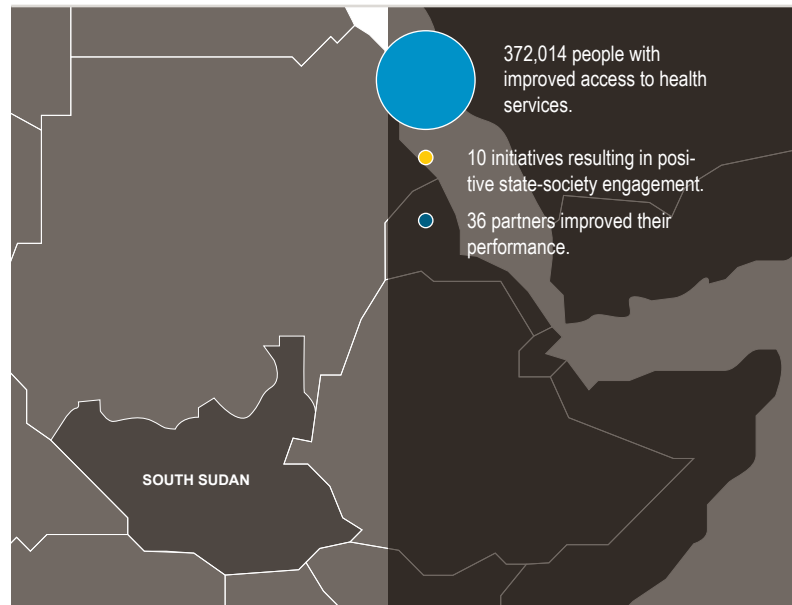 372,014 people with
improved access to health
services.
10 initiatives resulting in posi-
tive state-society engagement.
36 partners improved their
performance.
SOUTH SUDAN